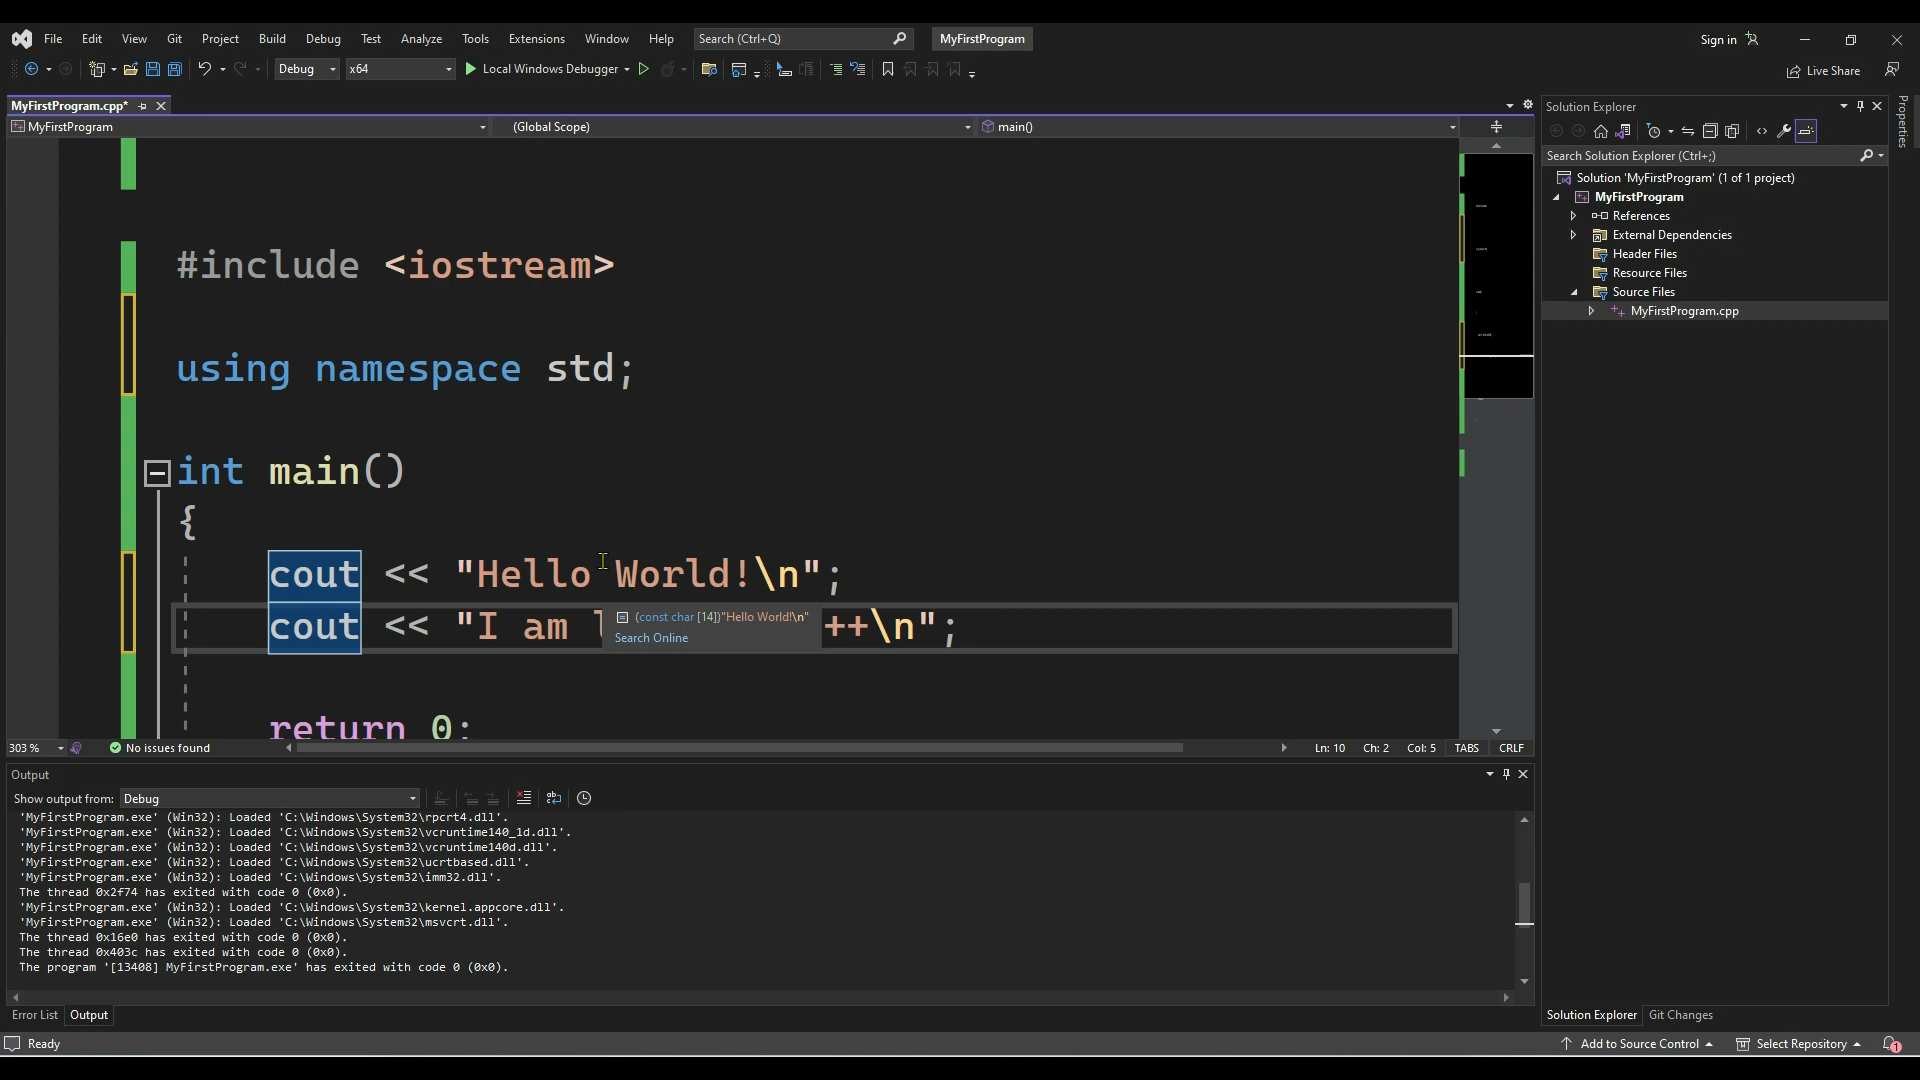 File Edit View Git Project Build Debug Test Analyze Tools Extensions Window Help Search (Ctrl+Q) MyFirstProgram Sign in
Debug x64 Local Windows Debugger Live Share
MyFirstProgram.cpp*
MyFirstProgram (Global Scope) main()
#include <iostream>
using namespace std;
int main()
{
cout << "Hello World!\n";
cout << "I am ++\n";
(const char [14])"Hello World!\n"
Search Online
return 0;
303 % No issues found Ln: 10 Ch: 2 Col: 5 TABS CRLF
Output
Show output from: Debug
'MyFirstProgram.exe' (Win32): Loaded 'C:\Windows\System32\rpcrt4.dll'.
'MyFirstProgram.exe' (Win32): Loaded 'C:\Windows\System32\vcruntime140_1d.dll'.
'MyFirstProgram.exe' (Win32): Loaded 'C:\Windows\System32\vcruntime140d.dll'.
'MyFirstProgram.exe' (Win32): Loaded 'C:\Windows\System32\ucrtbased.dll'.
'MyFirstProgram.exe' (Win32): Loaded 'C:\Windows\System32\imm32.dll'.
The thread 0x2f74 has exited with code 0 (0x0).
'MyFirstProgram.exe' (Win32): Loaded 'C:\Windows\System32\kernel.appcore.dll'.
'MyFirstProgram.exe' (Win32): Loaded 'C:\Windows\System32\msvcrt.dll'.
The thread 0x16e0 has exited with code 0 (0x0).
The thread 0x403c has exited with code 0 (0x0).
The program '[13408] MyFirstProgram.exe' has exited with code 0 (0x0).
Error List Output
Solution Explorer
Search Solution Explorer (Ctrl+;)
Solution 'MyFirstProgram' (1 of 1 project)
MyFirstProgram
References
External Dependencies
Header Files
Resource Files
Source Files
MyFirstProgram.cpp
Solution Explorer Git Changes
Properties
Ready Add to Source Control Select Repository 1